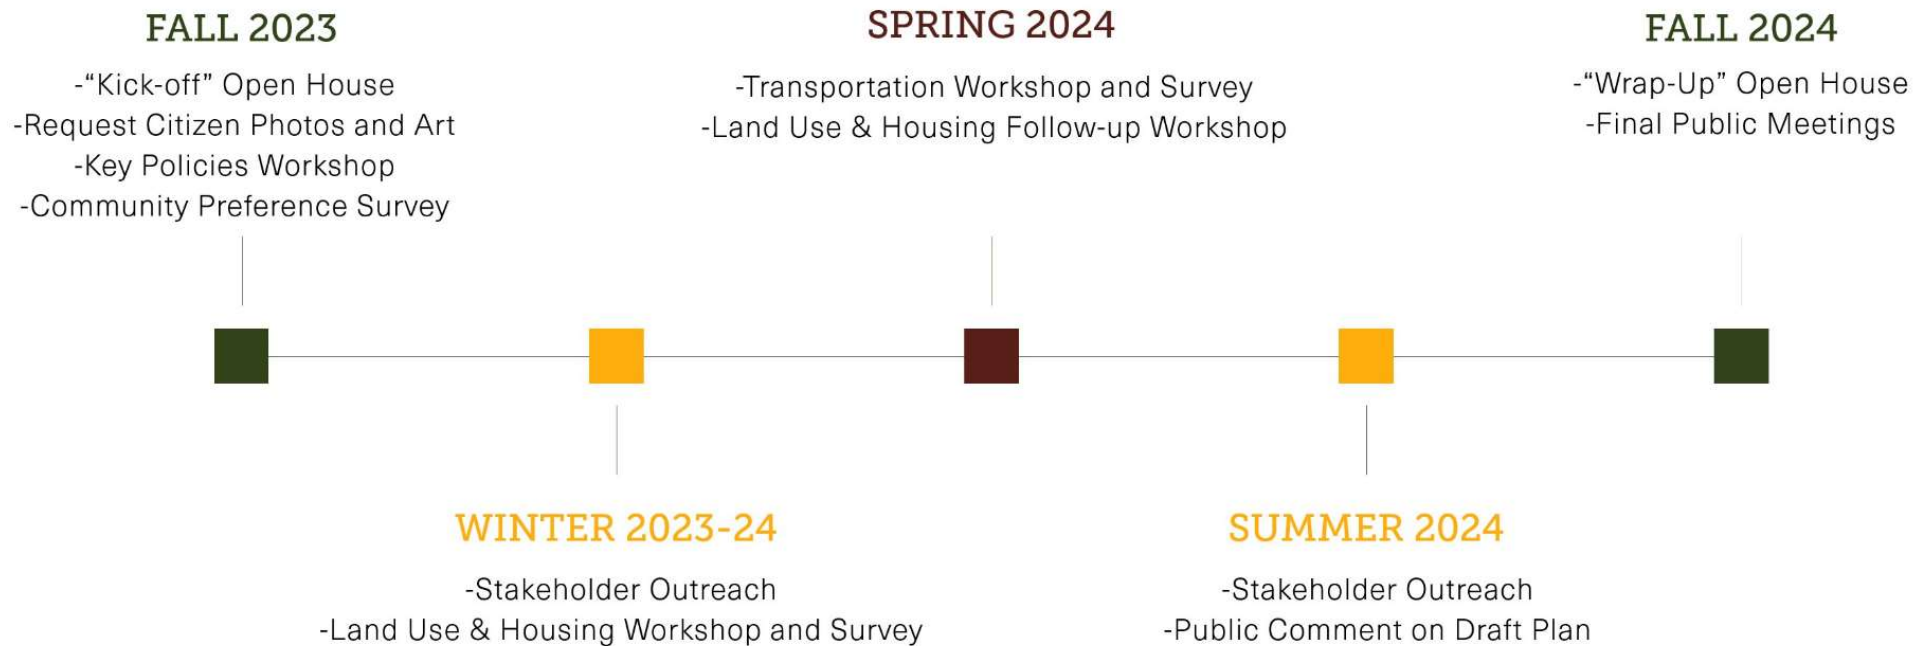 FALL 2023
-“Kick-off” Open House
-Request Citizen Photos and Art
-Key Policies Workshop
-Community Preference Survey
WINTER 2023-24
-Stakeholder Outreach
-Land Use & Housing Workshop and Survey
SPRING 2024
-Transportation Workshop and Survey
-Land Use & Housing Follow-up Workshop
SUMMER 2024
-Stakeholder Outreach
-Public Comment on Draft Plan
FALL 2024
-“Wrap-Up” Open House
-Final Public Meetings